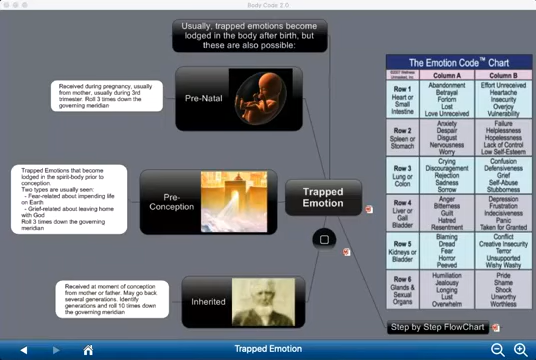 Body Code 2.0
Usually, trapped emotions become
lodged in the body after birth, but
these are also possible:
Received during pregnancy, usually
from mother, usually during 3rd
trimester. Roll 3 times down the
governing meridian
Pre-Natal
Trapped Emotions that become
lodged in the spirit-body prior to
conception.
Two types are usually seen:
- Fear-related about impending life
on Earth
- Grief-related about leaving home
with God
Roll 3 times down the governing
meridian
Pre-
Conception
Trapped
Emotion
Received at moment of conception
from mother or father. May go back
several generations. Identify
generations and roll 10 times down
the governing meridian
Inherited
The Emotion Code™ Chart
Column A
Column B
Row 1
Heart or
Small
Intestine
Abandonment
Betrayal
Forlorn
Lost
Love Unreceived
Effort Unreceived
Heartache
Insecurity
Overjoy
Vulnerability
Row 2
Spleen or
Stomach
Anxiety
Despair
Disgust
Nervousness
Worry
Failure
Helplessness
Hopelessness
Lack of Control
Low Self-Esteem
Row 3
Lung or
Colon
Crying
Discouragement
Rejection
Sadness
Sorrow
Confusion
Defensiveness
Grief
Self-Abuse
Stubbornness
Row 4
Liver or
Gall
Bladder
Anger
Bitterness
Guilt
Hatred
Resentment
Depression
Frustration
Indecisiveness
Panic
Taken for Granted
Row 5
Kidneys or
Bladder
Blaming
Dread
Fear
Horror
Peeved
Conflict
Creative Insecurity
Terror
Unsupported
Wishy Washy
Row 6
Glands &
Sexual
Organs
Humiliation
Jealousy
Longing
Lust
Overwhelm
Pride
Shame
Shock
Unworthy
Worthless
Step by Step FlowChart
Trapped Emotion